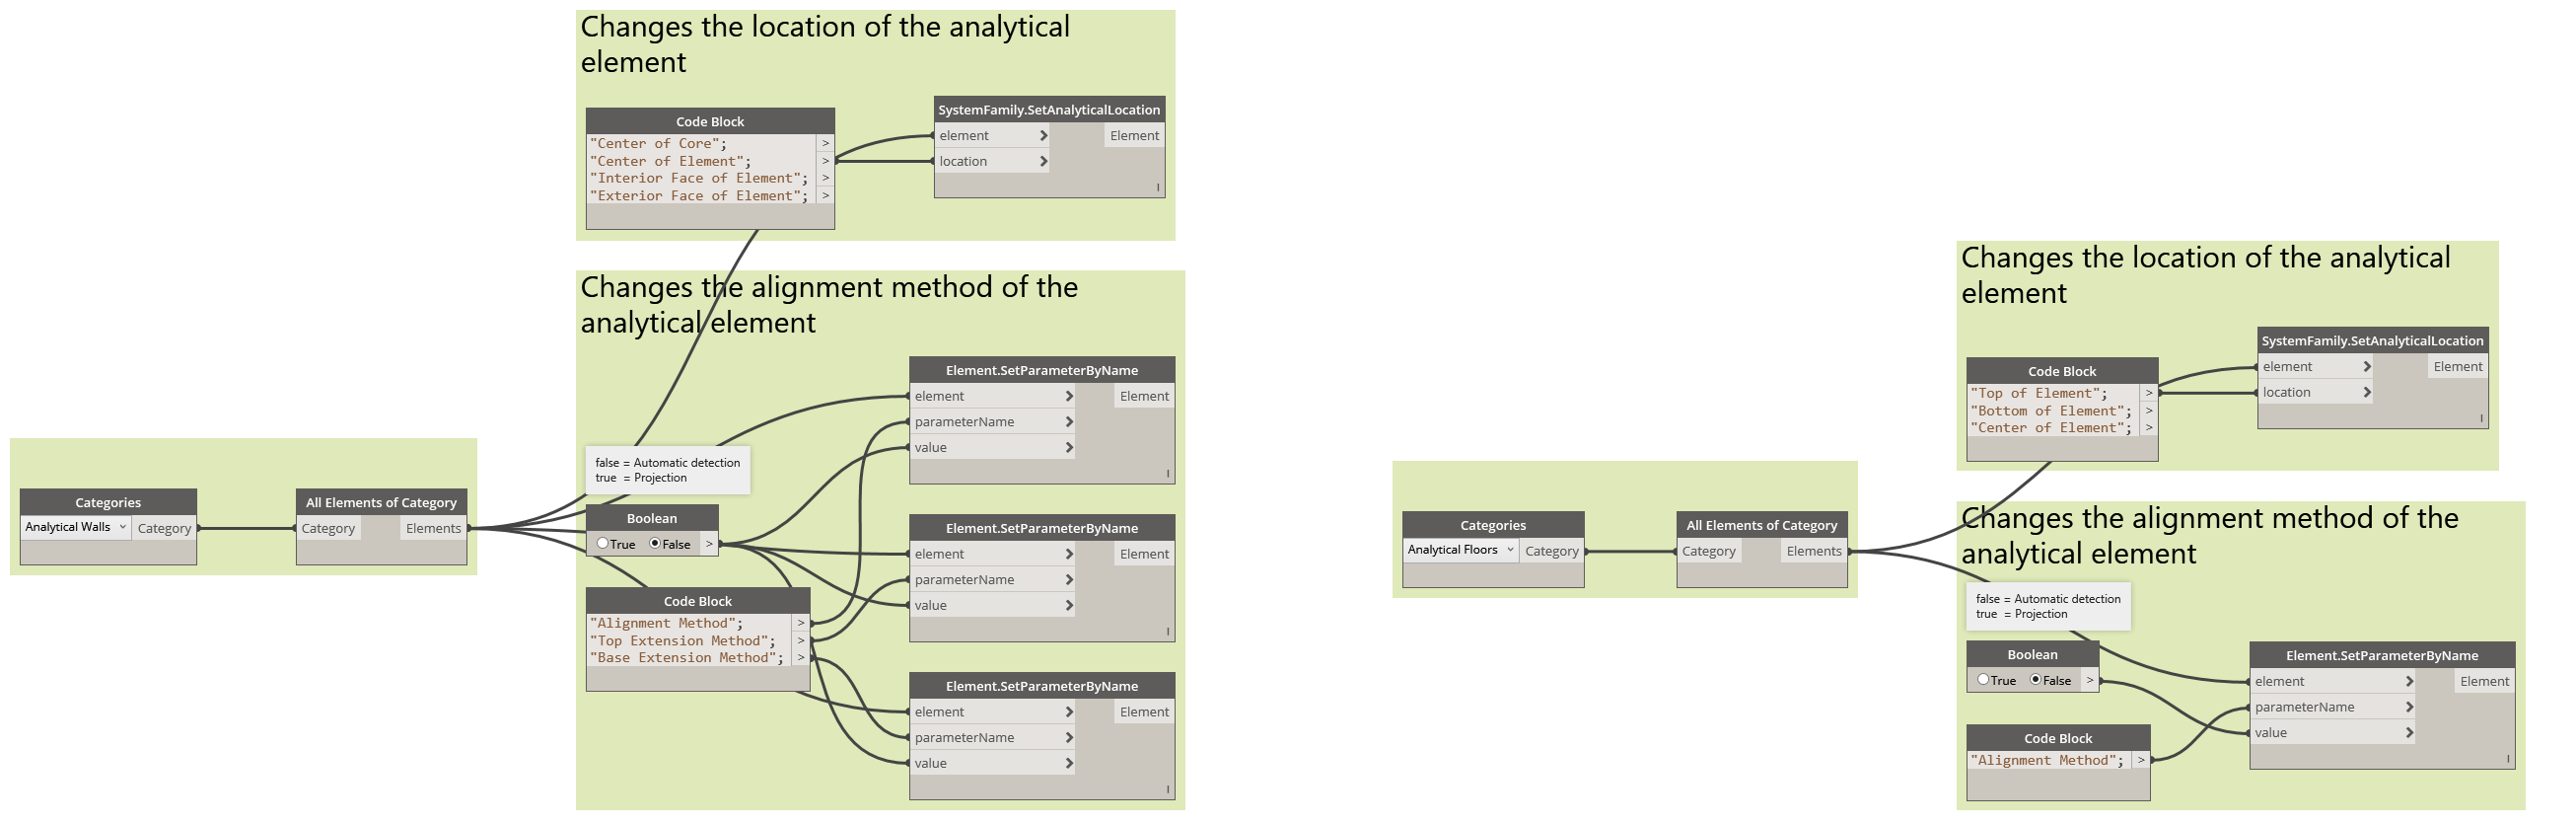 Changes the location of the analytical
element
Code Block
"Center of Core"; >
"Center of Element"; >
"Interior Face of Element"; >
"Exterior Face of Element"; >
SystemFamily.SetAnalyticalLocation
element > Element
location >
l
Changes the alignment method of the
analytical element
Element.SetParameterByName
element > Element
parameterName >
value >
l
false = Automatic detection
true = Projection
Categories
Analytical Walls Category
All Elements of Category
Category Elements
Boolean
True False >
Element.SetParameterByName
element > Element
parameterName >
value >
l
Code Block
"Alignment Method"; >
"Top Extension Method"; >
"Base Extension Method"; >
Element.SetParameterByName
element > Element
parameterName >
value >
l
Changes the location of the analytical
element
Code Block
"Top of Element"; >
"Bottom of Element"; >
"Center of Element"; >
SystemFamily.SetAnalyticalLocation
element > Element
location >
l
Categories
Analytical Floors Category
All Elements of Category
Category Elements
Changes the alignment method of the
analytical element
false = Automatic detection
true = Projection
Boolean
True False >
Code Block
"Alignment Method"; >
Element.SetParameterByName
element > Element
parameterName >
value >
l